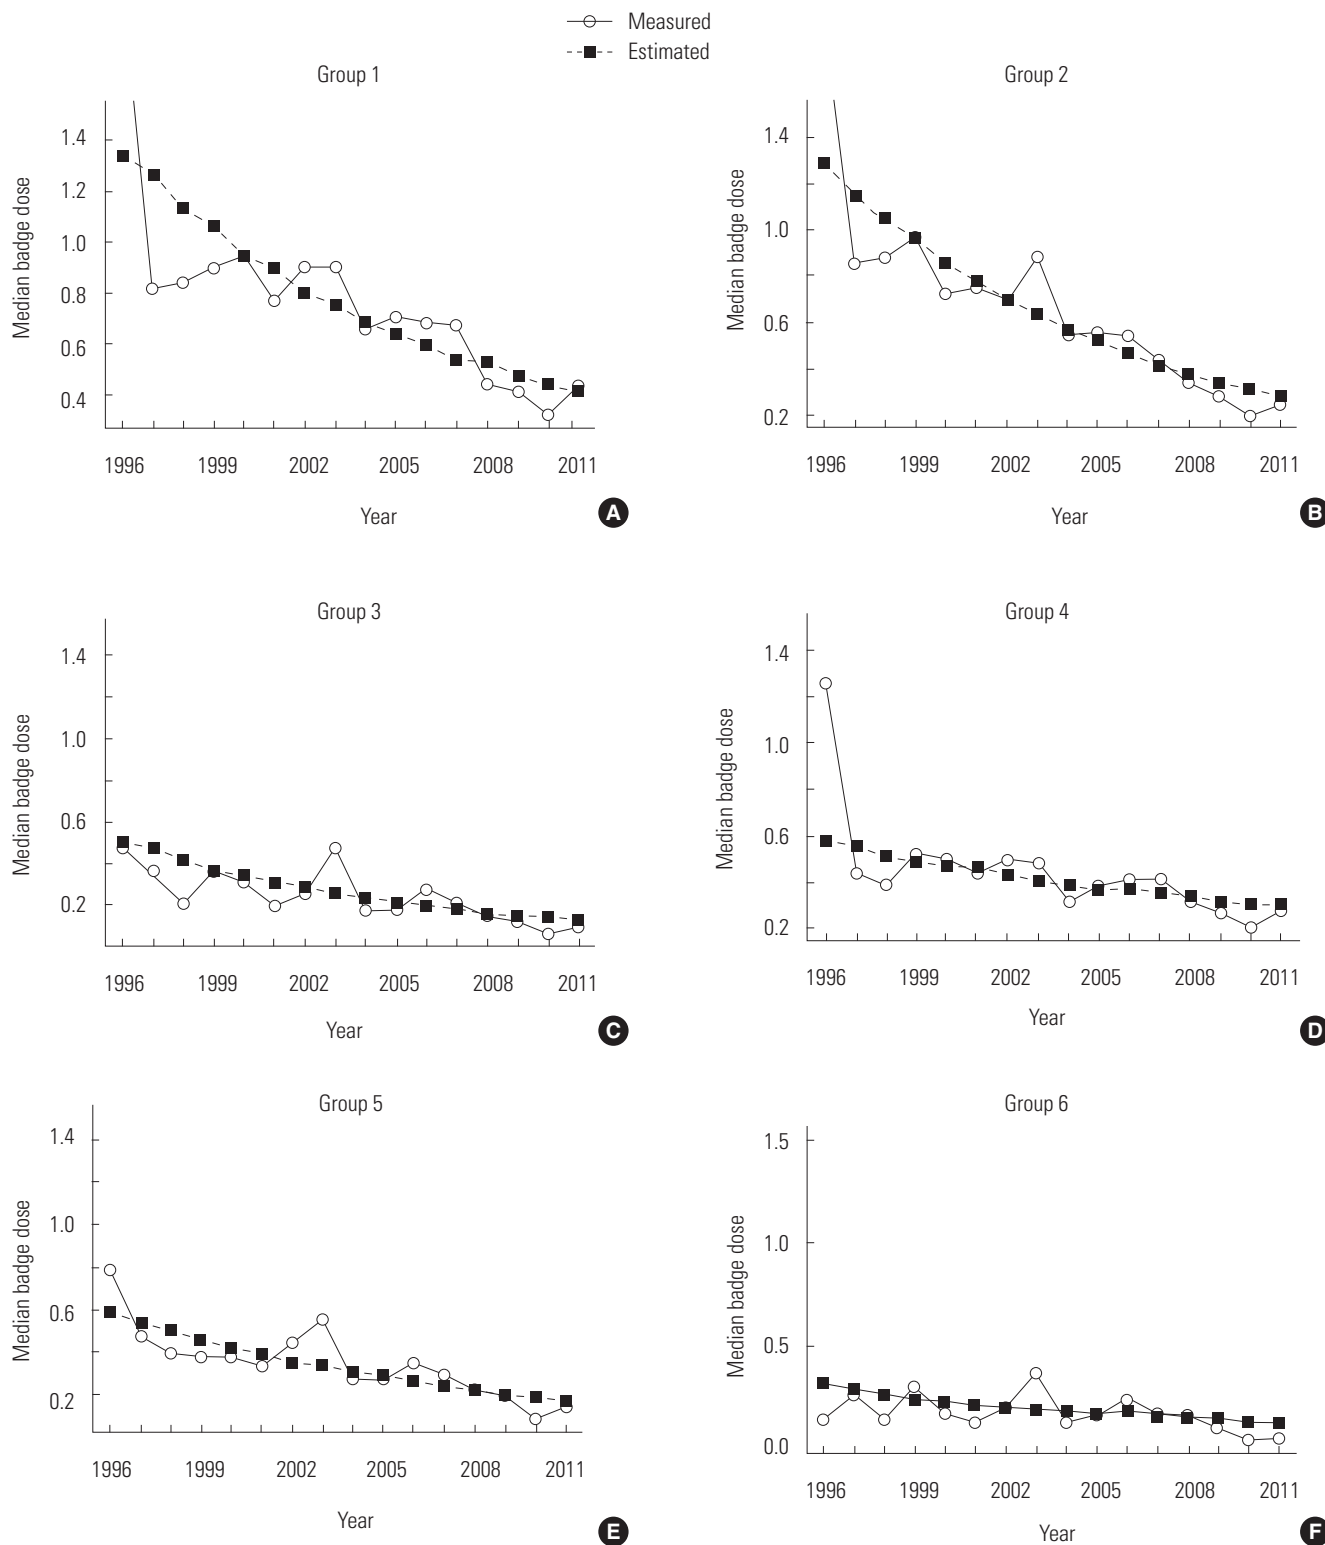 Measured
Estimated
Group 1
Median badge dose
1.4
1.2
1.0
0.8
0.6
0.4
1996 1999 2002 2005 2008 2011
Year
A
Group 2
Median badge dose
1.4
1.0
0.6
0.2
1996 1999 2002 2005 2008 2011
Year
B
Group 3
Median badge dose
1.4
1.0
0.6
0.2
1996 1999 2002 2005 2008 2011
Year
C
Group 4
Median badge dose
1.4
1.0
0.6
0.2
1996 1999 2002 2005 2008 2011
Year
D
Group 5
Median badge dose
1.4
1.0
0.6
0.2
1996 1999 2002 2005 2008 2011
Year
E
Group 6
Median badge dose
1.5
1.0
0.5
0.0
1996 1999 2002 2005 2008 2011
Year
F